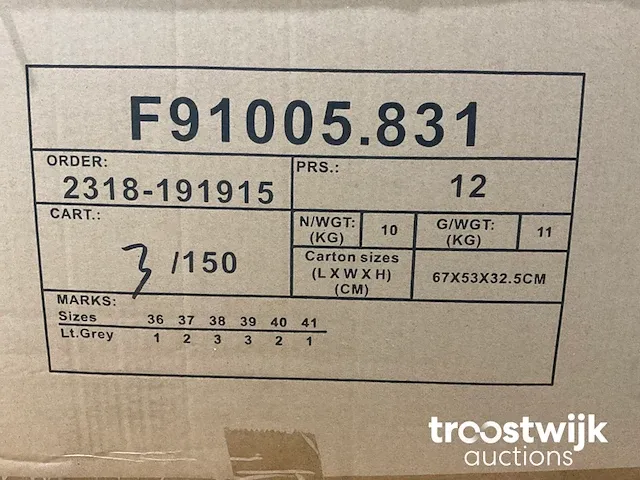 F91005.831
ORDER:
2318-191915
PRS.:
12
CART.:
3 /150
N/WGT: (KG) 10 G/WGT: (KG) 11
Carton sizes
(L X W X H)
(CM)
67X53X32.5CM
MARKS:
Sizes 36 37 38 39 40 41
Lt.Grey 1 2 3 3 2 1
troostwijk
auctions